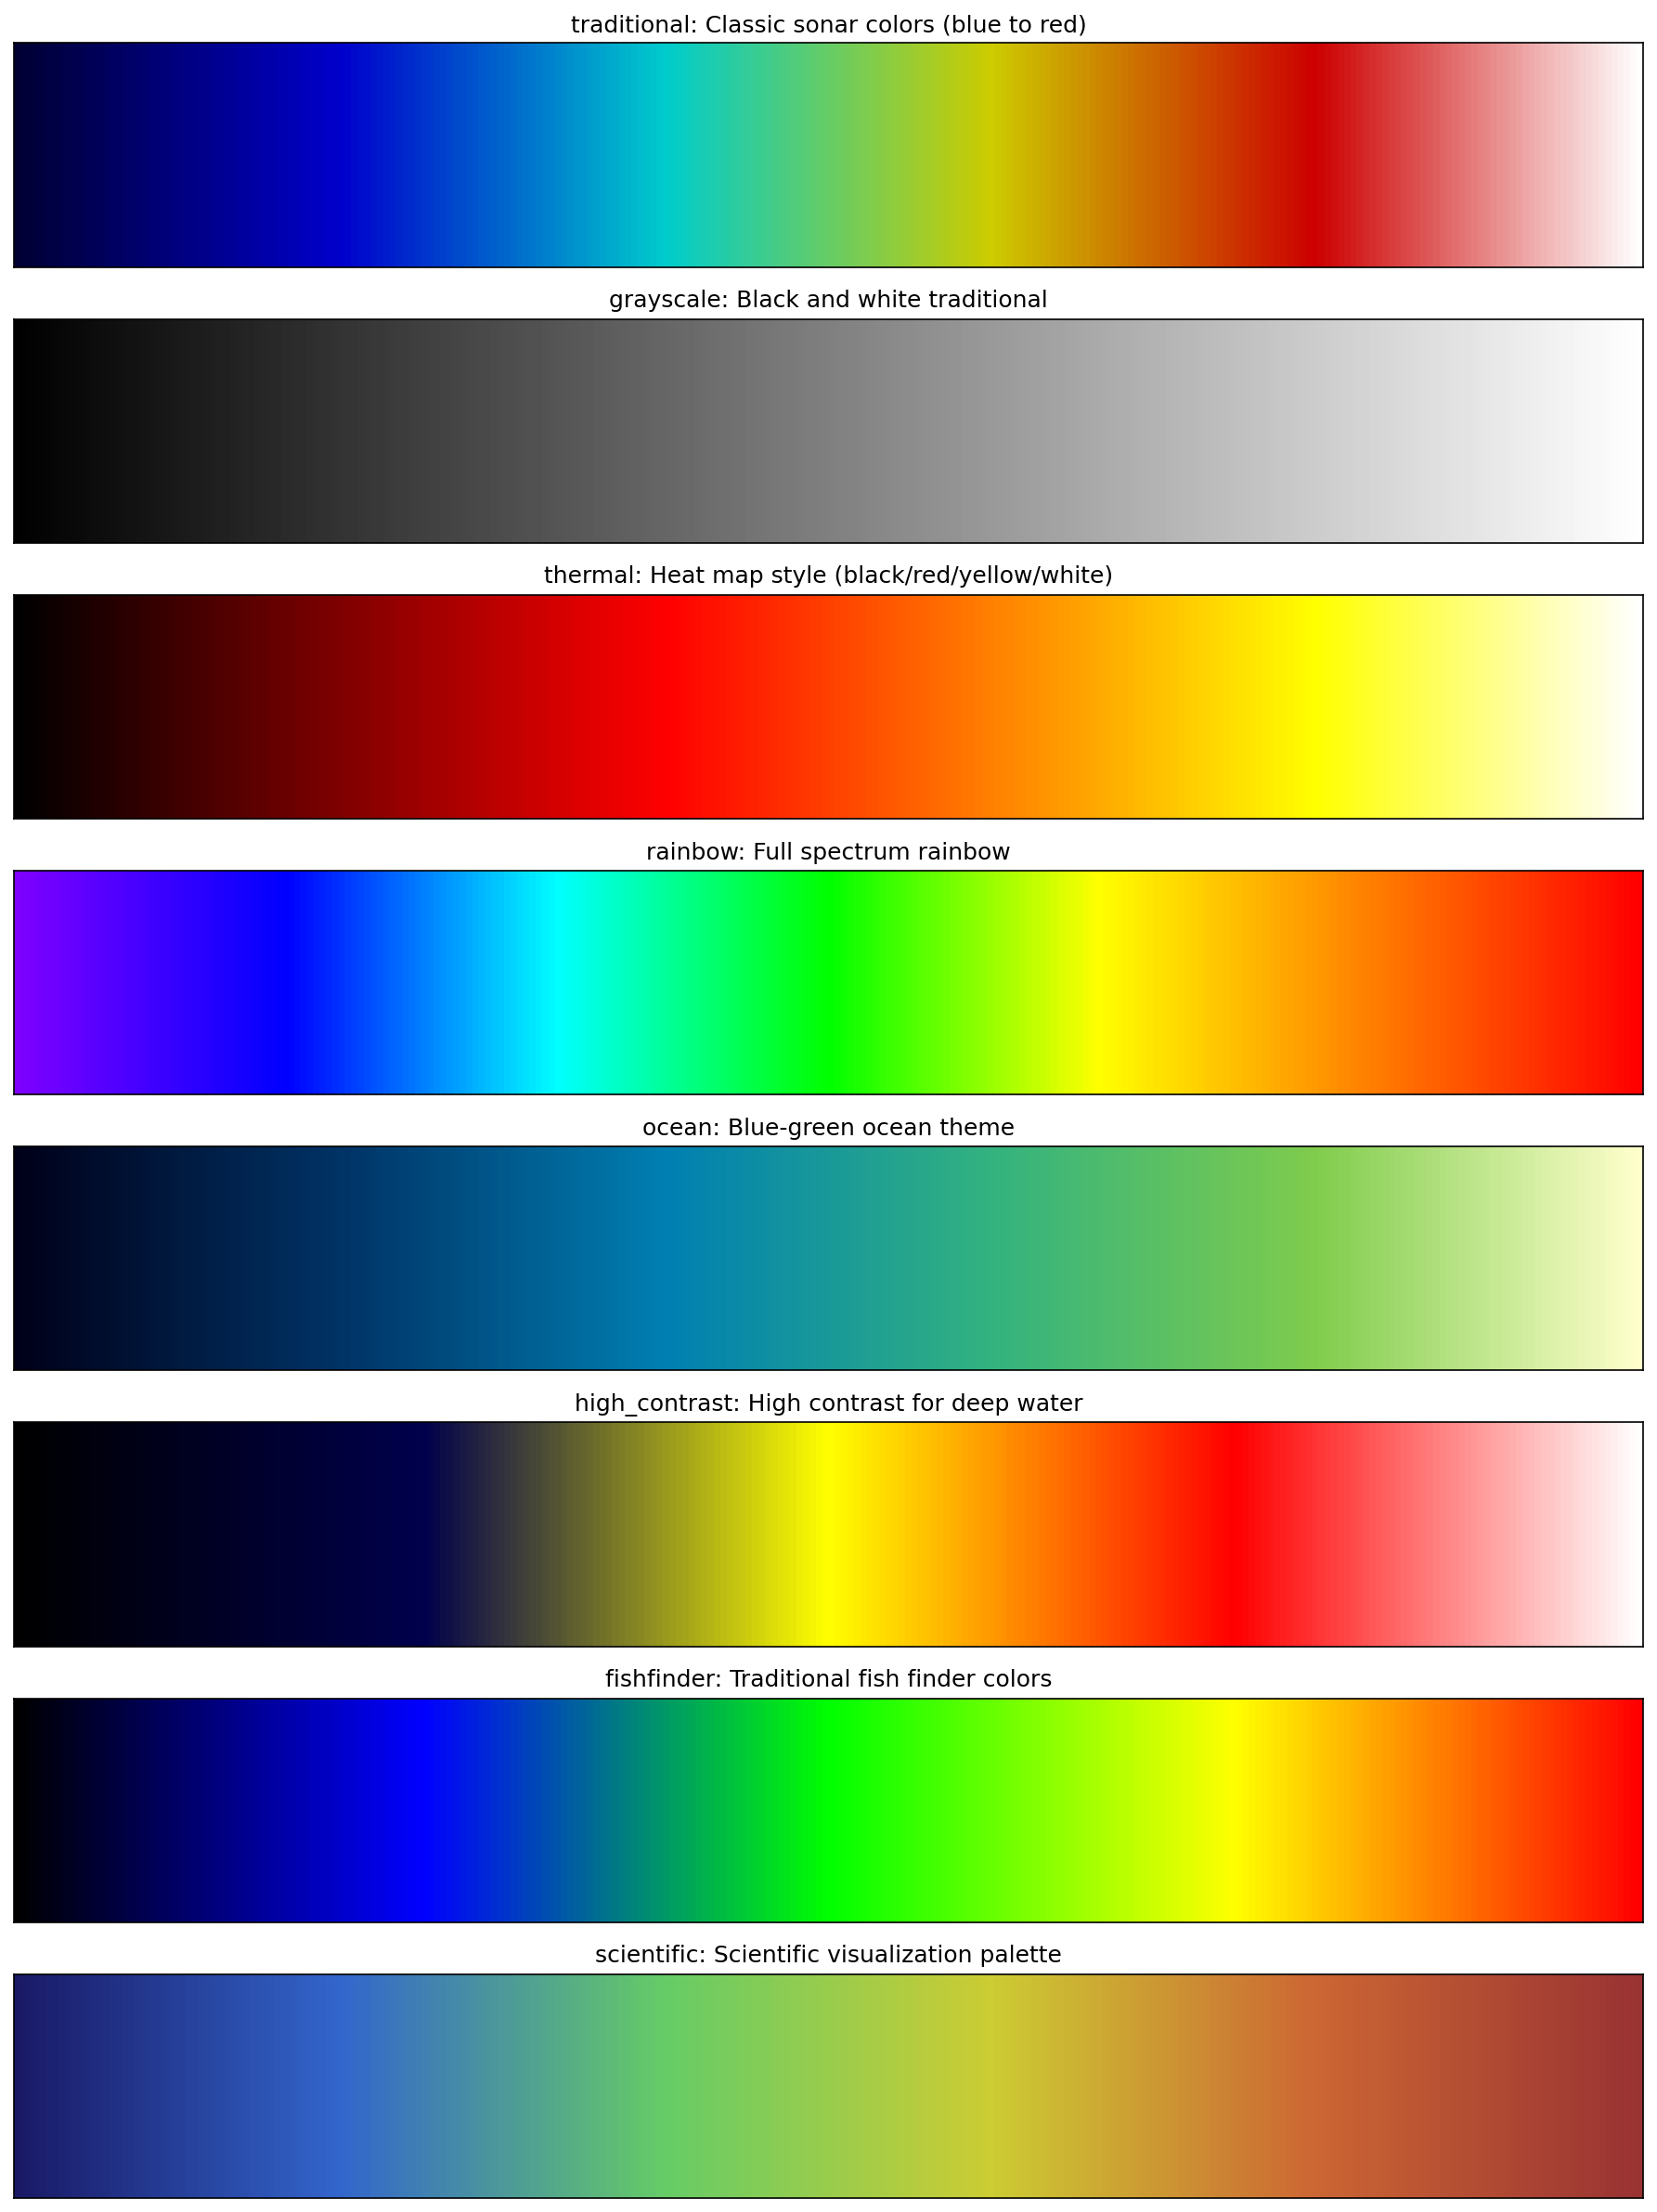 traditional: Classic sonar colors (blue to red)
grayscale: Black and white traditional
thermal: Heat map style (black/red/yellow/white)
rainbow: Full spectrum rainbow
ocean: Blue-green ocean theme
high_contrast: High contrast for deep water
fishfinder: Traditional fish finder colors
scientific: Scientific visualization palette